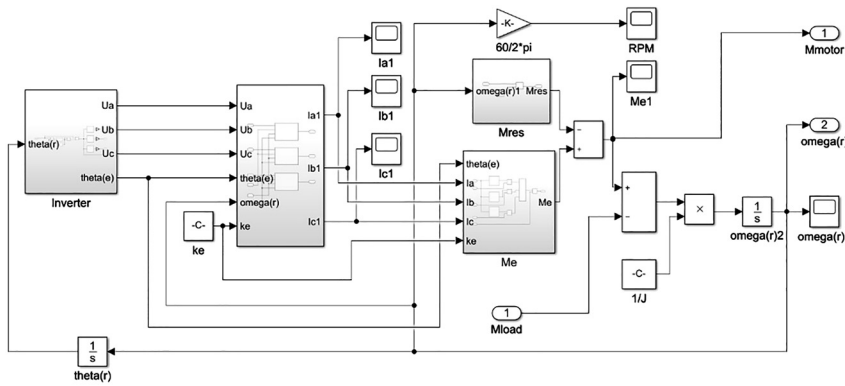 -K-
60/2*pi
RPM
1
Mmotor
Ia1
Ib1
Ic1
Me1
2
omega(r)
omega(r)
omega(r)1
Mres
Mres
−
+
Ua
Ub
Uc
theta(e)
theta(r)
Inverter
Ua
Ub
Uc
theta(e)
omega(r)
ke
Ia1
Ib1
Ic1
-C-
ke
theta(e)
Ia
Ib
Ic
ke
Me
Me
+
−
×
1
s
omega(r)2
-C-
1/J
1
Mload
1
s
theta(r)